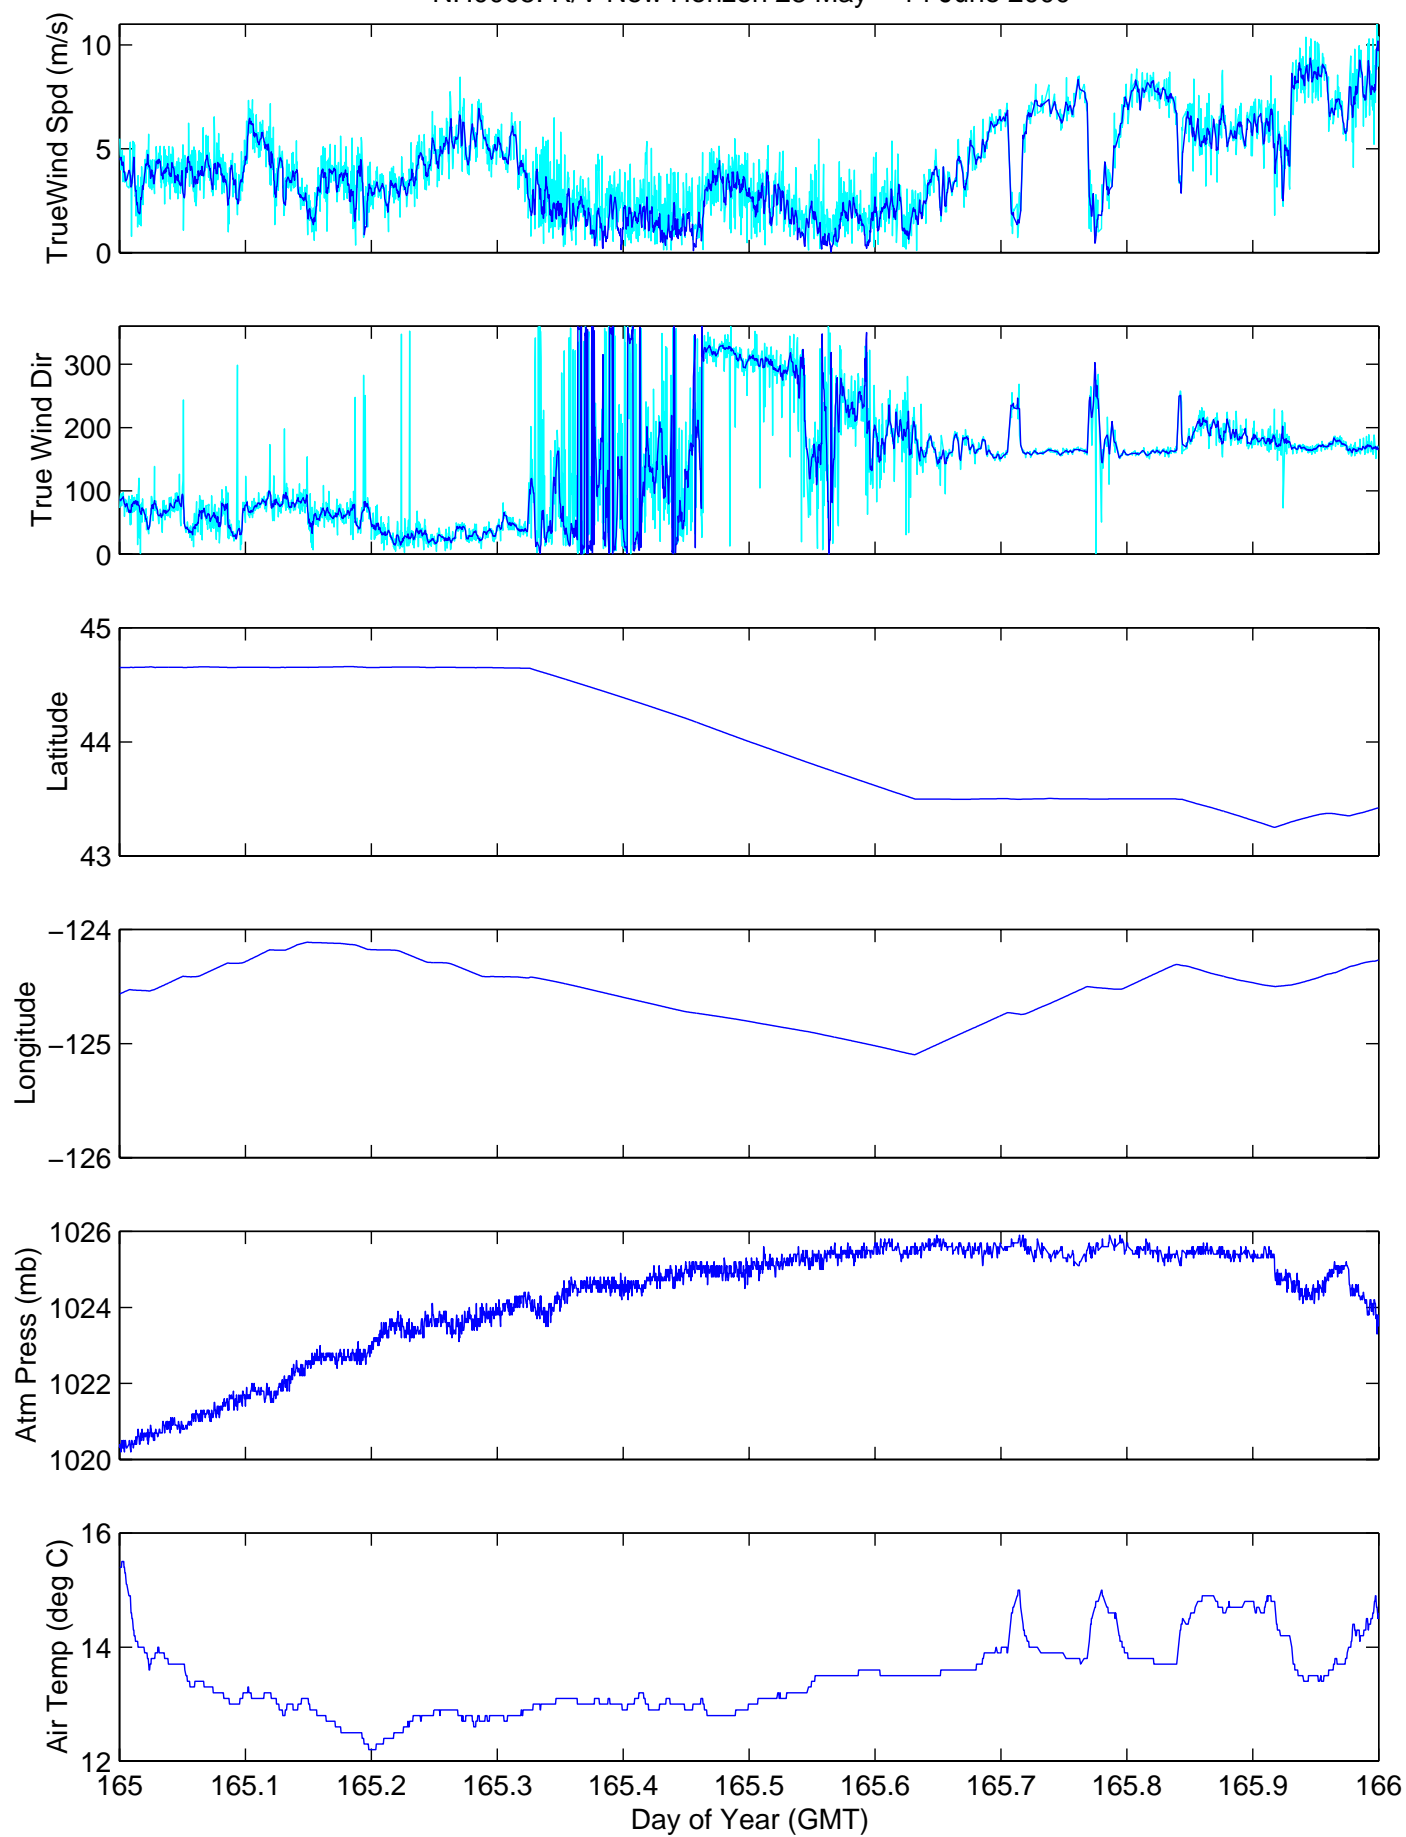 10
5
0
TrueWind Spd (m/s)
300
200
100
0
True Wind Dir
45
44
43
Latitude
−124
−125
−126
Longitude
1026
1024
1022
1020
Atm Press (mb)
16
14
12
Air Temp (deg C)
165 165.1 165.2 165.3 165.4 165.5 165.6 165.7 165.8 165.9 166
Day of Year (GMT)